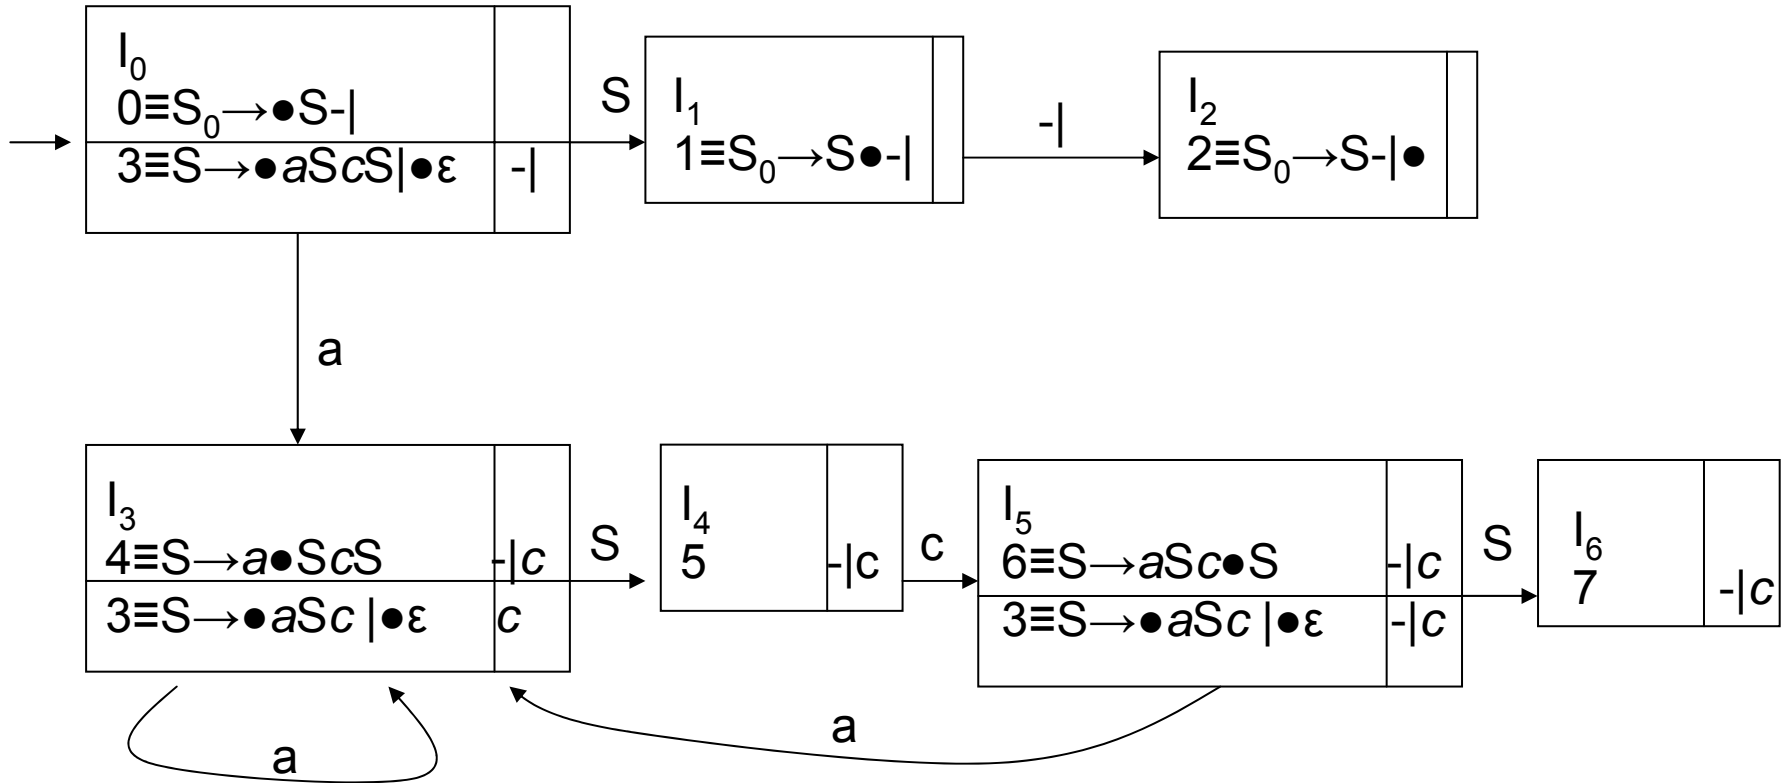 I₀
0≡S₀→●S-|
3≡S→●aScS|●ε -|
S
I₁
1≡S₀→S●-|
-|
I₂
2≡S₀→S-|●
a
I₃
4≡S→a●ScS -|c
3≡S→●aSc |●ε c
S
I₄
5 -|c
c
I₅
6≡S→aSc●S -|c
3≡S→●aSc |●ε -|c
S
I₆
7 -|c
a
a